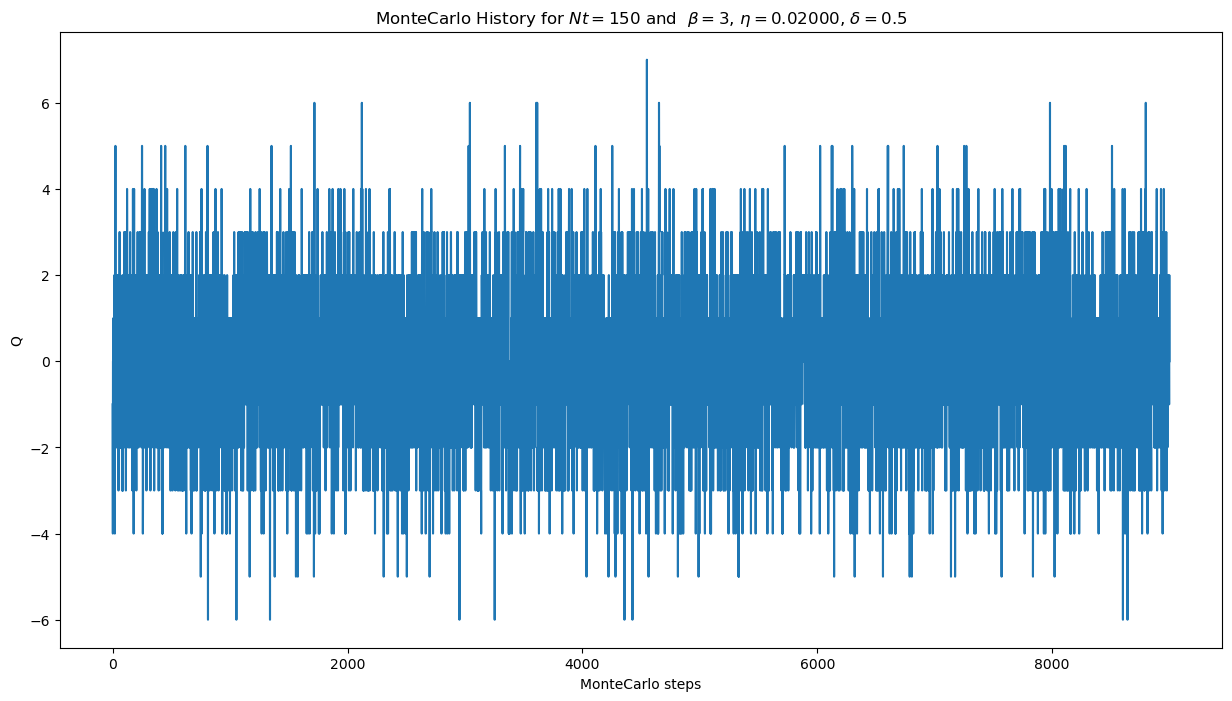 MonteCarlo History for Nt = 150 and β = 3, η = 0.02000, δ = 0.5
6
4
2
0
−2
−4
−6
Q
0 2000 4000 6000 8000
MonteCarlo steps